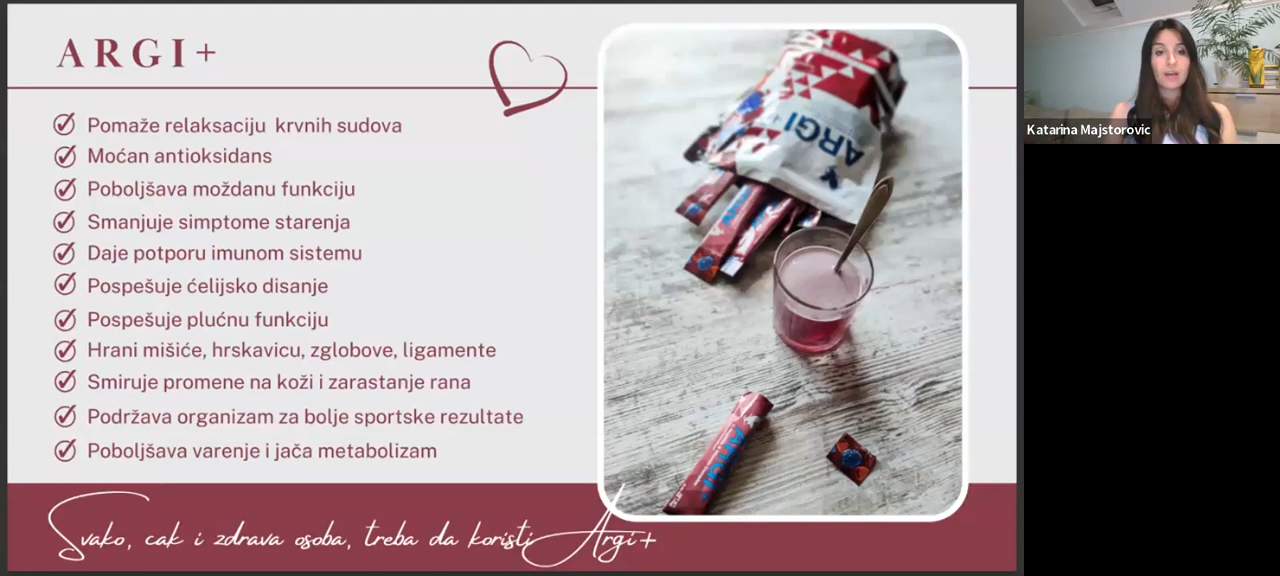 ARGI+
Pomaže relaksaciju krvnih sudova
Moćan antioksidans
Poboljšava moždanu funkciju
Smanjuje simptome starenja
Daje potporu imunom sistemu
Pospešuje ćelijsko disanje
Pospešuje plućnu funkciju
Hrani mišiće, hrskavicu, zglobove, ligamente
Smiruje promene na koži i zarastanje rana
Podržava organizam za bolje sportske rezultate
Poboljšava varenje i jača metabolizam
Svako, cak i zdrava osoba, treba da koristi Argi+
ARGI+
ARGI+
Katarina Majstorovic